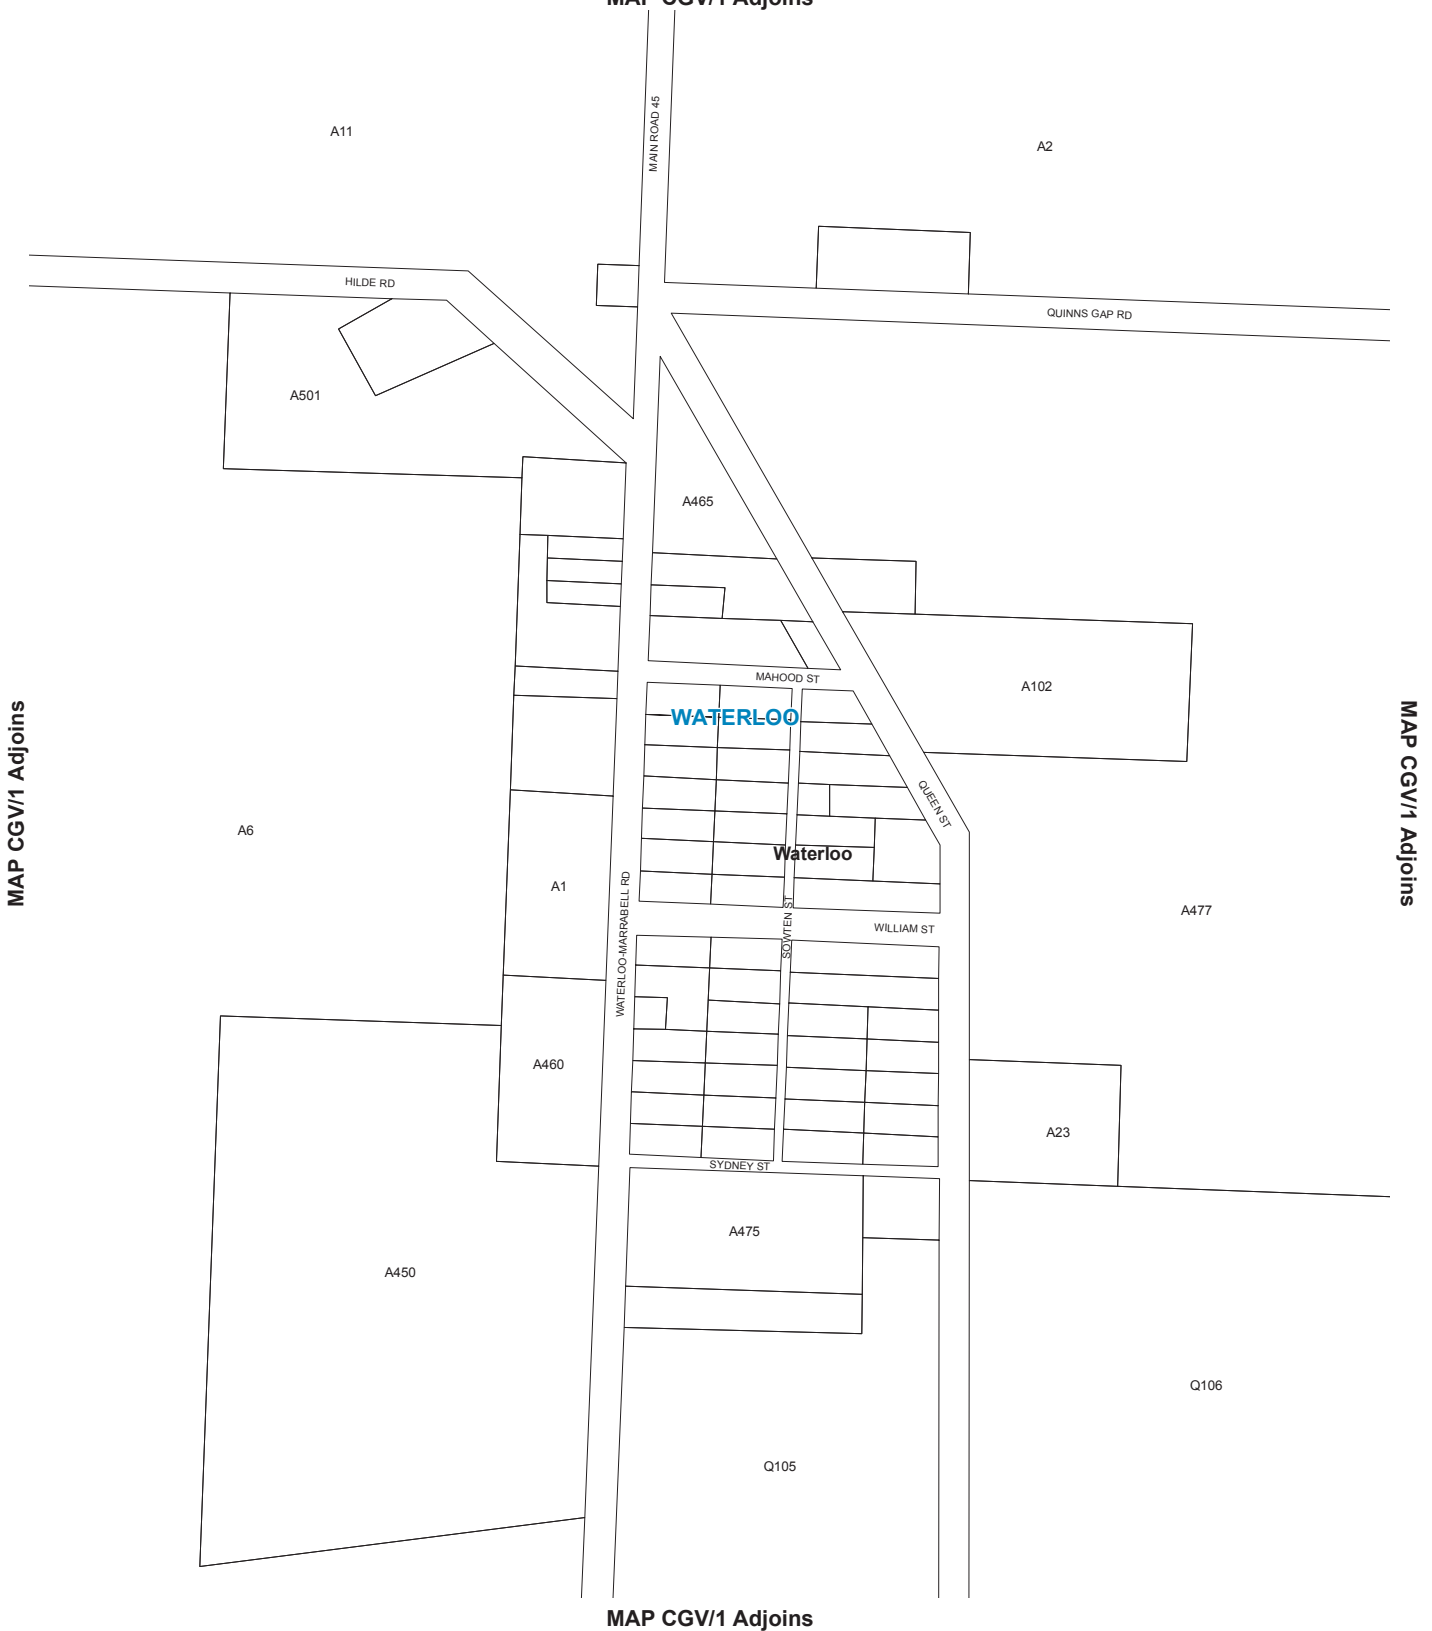 MAP CGV/1 Adjoins
MAIN ROAD 45
A11
A2
HILDE RD
QUINNS GAP RD
A501
A465
MAHOOD ST
A102
WATERLOO
MAP CGV/1 Adjoins
MAP CGV/1 Adjoins
QUEEN ST
A6
Waterloo
A1
WATERLOO-MARRABELL RD
SOWTEN ST
A477
WILLIAM ST
A460
A23
SYDNEY ST
A475
A450
Q106
Q105
MAP CGV/1 Adjoins